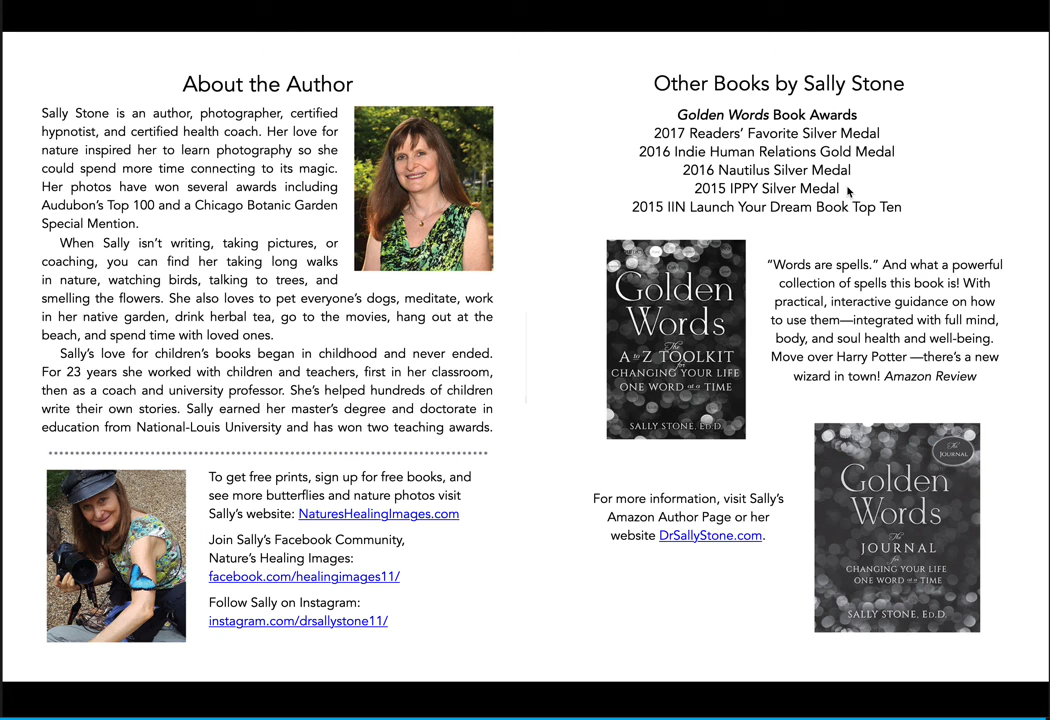 About the Author
Sally Stone is an author, photographer, certified
hypnotist, and certified health coach. Her love for
nature inspired her to learn photography so she
could spend more time connecting to its magic.
Her photos have won several awards including
Audubon's Top 100 and a Chicago Botanic Garden
Special Mention.
When Sally isn't writing, taking pictures, or
coaching, you can find her taking long walks
in nature, watching birds, talking to trees, and
smelling the flowers. She also loves to pet everyone's dogs, meditate, work
in her native garden, drink herbal tea, go to the movies, hang out at the
beach, and spend time with loved ones.
Sally's love for children's books began in childhood and never ended.
For 23 years she worked with children and teachers, first in her classroom,
then as a coach and university professor. She's helped hundreds of children
write their own stories. Sally earned her master's degree and doctorate in
education from National-Louis University and has won two teaching awards.
To get free prints, sign up for free books, and
see more butterflies and nature photos visit
Sally's website: NaturesHealingImages.com
Join Sally's Facebook Community,
Nature's Healing Images:
facebook.com/healingimages11/
Follow Sally on Instagram:
instagram.com/drsallystone11/
Other Books by Sally Stone
Golden Words Book Awards
2017 Readers' Favorite Silver Medal
2016 Indie Human Relations Gold Medal
2016 Nautilus Silver Medal
2015 IPPY Silver Medal
2015 IIN Launch Your Dream Book Top Ten
Golden
Words
The
A to Z TOOLKIT
for
CHANGING YOUR LIFE
ONE WORD at a TIME
SALLY STONE, ED.D.
"Words are spells." And what a powerful
collection of spells this book is! With
practical, interactive guidance on how
to use them—integrated with full mind,
body, and soul health and well-being.
Move over Harry Potter —there's a new
wizard in town! Amazon Review
For more information, visit Sally's
Amazon Author Page or her
website DrSallyStone.com.
The
JOURNAL
Golden
Words
The
JOURNAL
for
CHANGING YOUR LIFE
ONE WORD at a TIME
SALLY STONE, ED.D.